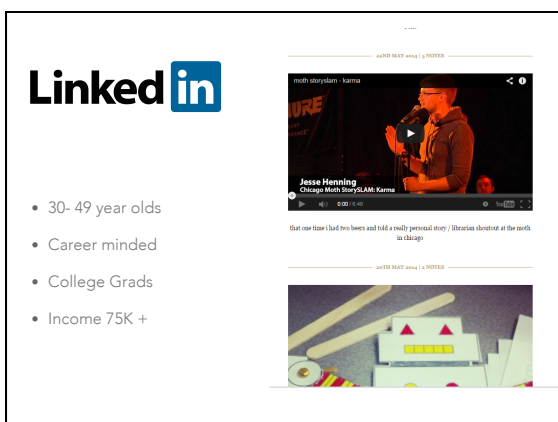 Linked in
30- 49 year olds
Career minded
College Grads
Income 75K +
22ND MAY 2014 | 3 NOTES
moth storyslam - karma
Jesse Henning
Chicago Moth StorySLAM: Karma
0:00 / 6:48
YouTube
that one time i had two beers and told a really personal story / librarian shoutout at the moth
in chicago
20TH MAY 2014 | 2 NOTES